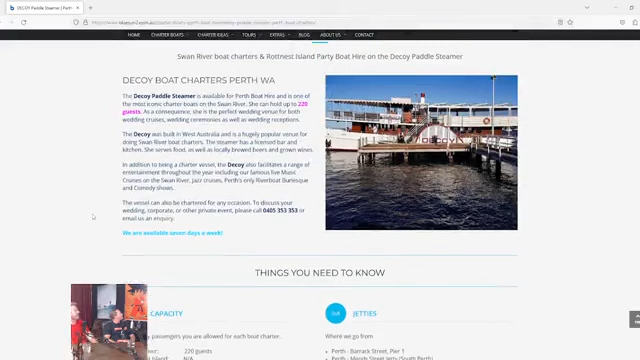 DECOY Paddle Steamer | Perth
HOME CHARTER BOATS CHARTER IDEAS TOURS EXTRAS BLOG ABOUT US CONTACT
Swan River boat charters & Rottnest Island Party Boat Hire on the Decoy Paddle Steamer
DECOY BOAT CHARTERS PERTH WA
The Decoy Paddle Steamer is available for Perth Boat Hire and is one of
the most iconic charter boats on the Swan River. She can hold up to 220
guests. As a consequence, she is the perfect wedding venue for both
wedding cruises, wedding ceremonies as well as wedding receptions.
The Decoy was built in West Australia and is a hugely popular venue for
doing Swan River boat charters. The steamer has a licensed bar and
kitchen. She serves food, as well as locally brewed beers and grown wines.
In addition to being a charter vessel, the Decoy also facilitates a range of
entertainment throughout the year including our famous live Music
Cruises on the Swan River, Jazz cruises, Perth's only Riverboat Burlesque
and Comedy shows.
The vessel can also be chartered for any occasion. To discuss your
wedding, corporate, or other private event, please call 0405 353 353 or
email us an enquiry.
We are available seven days a week!
THINGS YOU NEED TO KNOW
CAPACITY
passengers you are allowed for each boat charter.
220 guests
N/A
JETTIES
Where we go from
Perth - Barrack Street, Pier 1
Perth - Mends Street Jetty (South Perth)